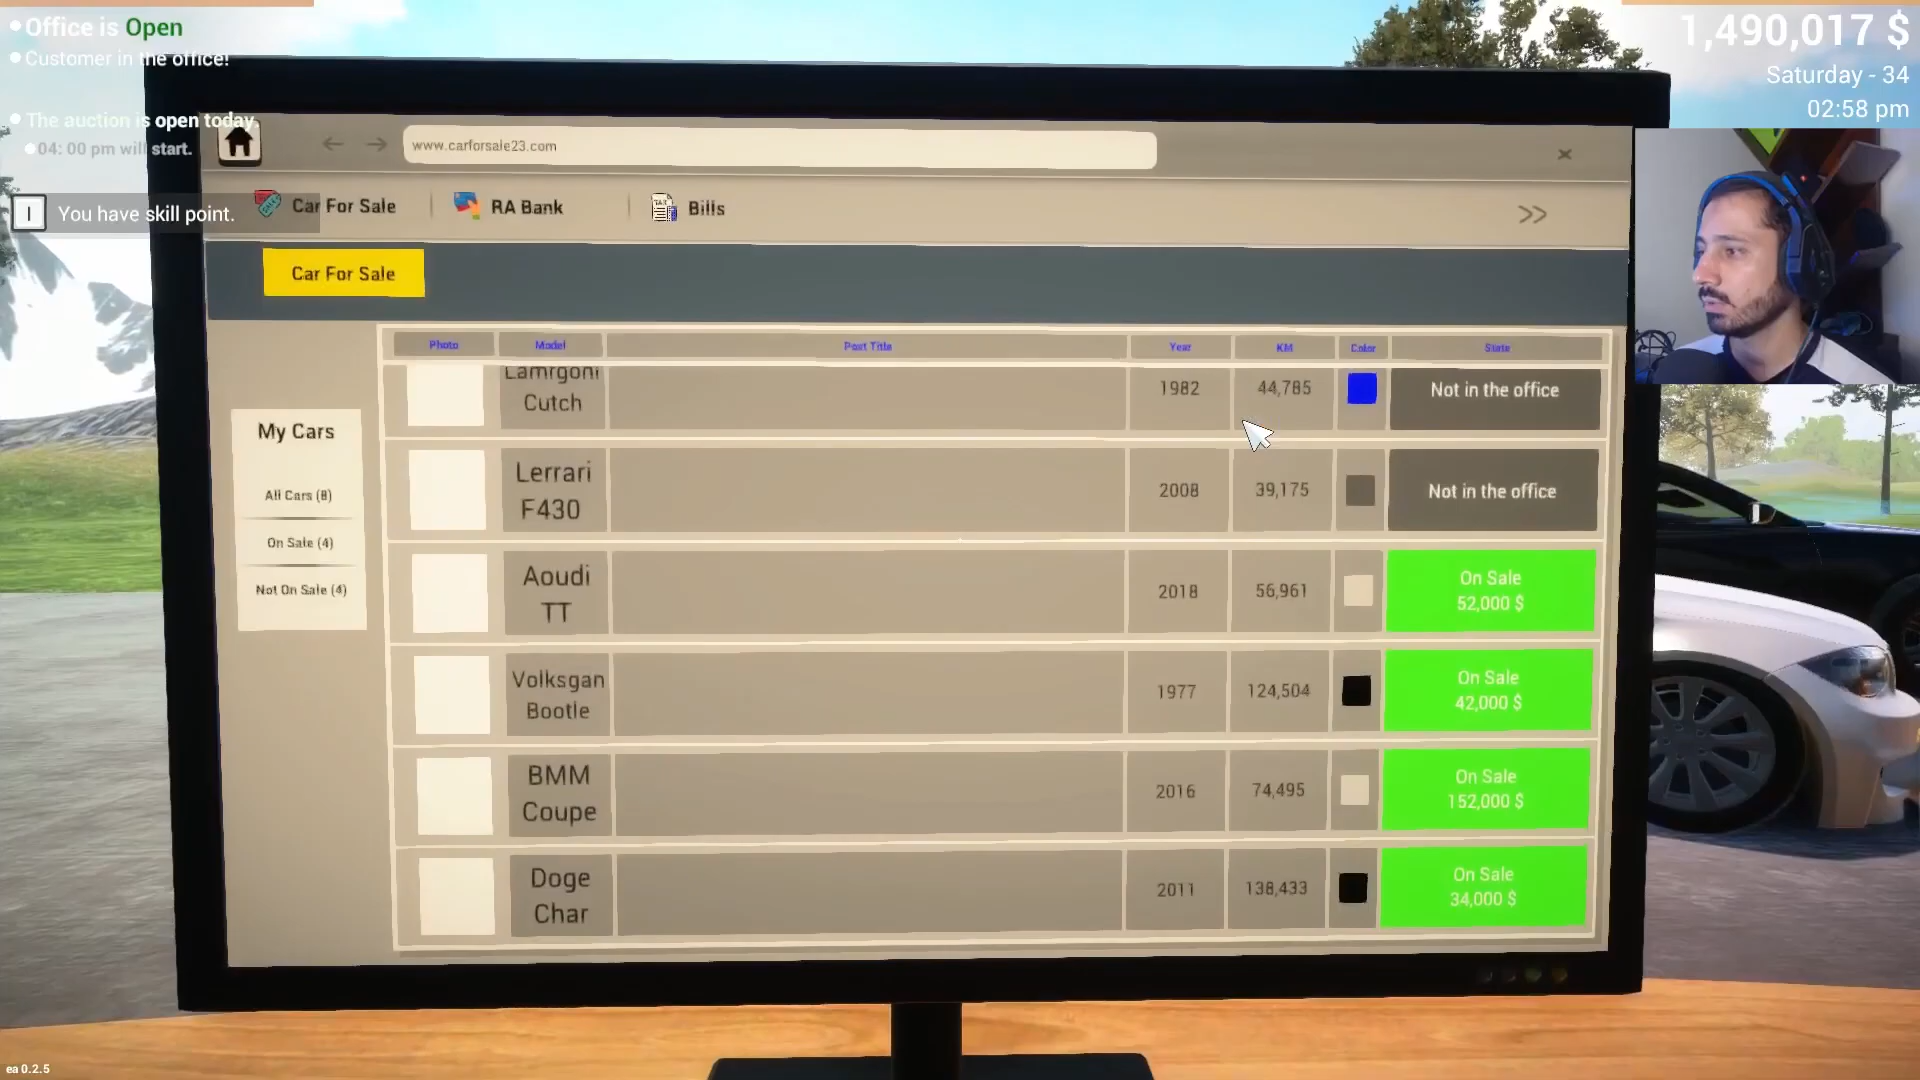 Office is Open
Customer in the office!
The auction is open today.
04: 00 pm will start.
I You have skill point.
1,490,017 $
Saturday - 34
02:58 pm
www.carforsale23.com
Car For Sale
RA Bank
Bills
>>
Car For Sale
My Cars
All Cars (8)
On Sale (4)
Not On Sale (4)
Photo Model Post Title Year KM Color State
Lamrgoni Cutch 1982 44,785 Not in the office
Lerrari F430 2008 39,175 Not in the office
Aoudi TT 2018 56,961 On Sale 52,000 $
Volksgan Bootle 1977 124,504 On Sale 42,000 $
BMM Coupe 2016 74,495 On Sale 152,000 $
Doge Char 2011 138,433 On Sale 34,000 $
ea 0.2.5